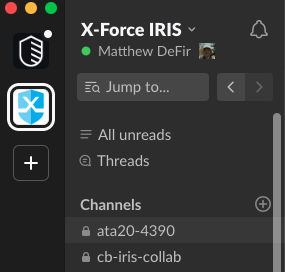 X-Force IRIS
Matthew DeFir
Jump to...
All unreads
Threads
Channels
ata20-4390
cb-iris-collab